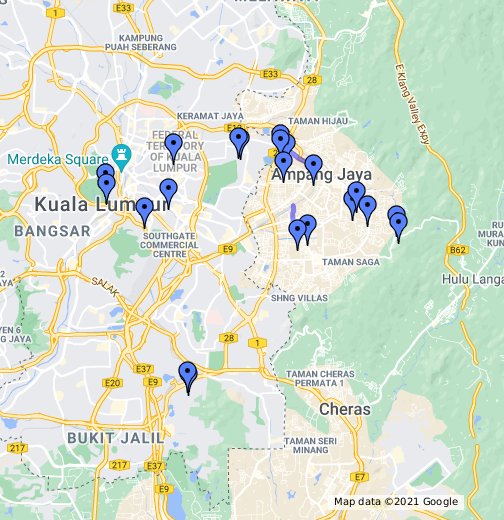 KAMPUNG
PUAH SEBERANG
E33
E33
28
KERAMAT JAYA
TAMAN HIJAU
E Klang Valley Expy
FEDERAL
TERRITORY
OF KUALA
LUMPUR
Merdeka Square
Ampang Jaya
Kuala Lumpur
BANGSAR
SOUTHGATE
COMMERCIAL
CENTRE
E9
B62
TAMAN SAGA
SALAK
Hulu Langa
SHNG VILLAS
28
1
E37
E20
E9
TAMAN CHERAS
PERMATA 1
Cheras
BUKIT JALIL
TAMAN SERI
MINANG
217
217
E37
E9
E7
Map data ©2021 Google